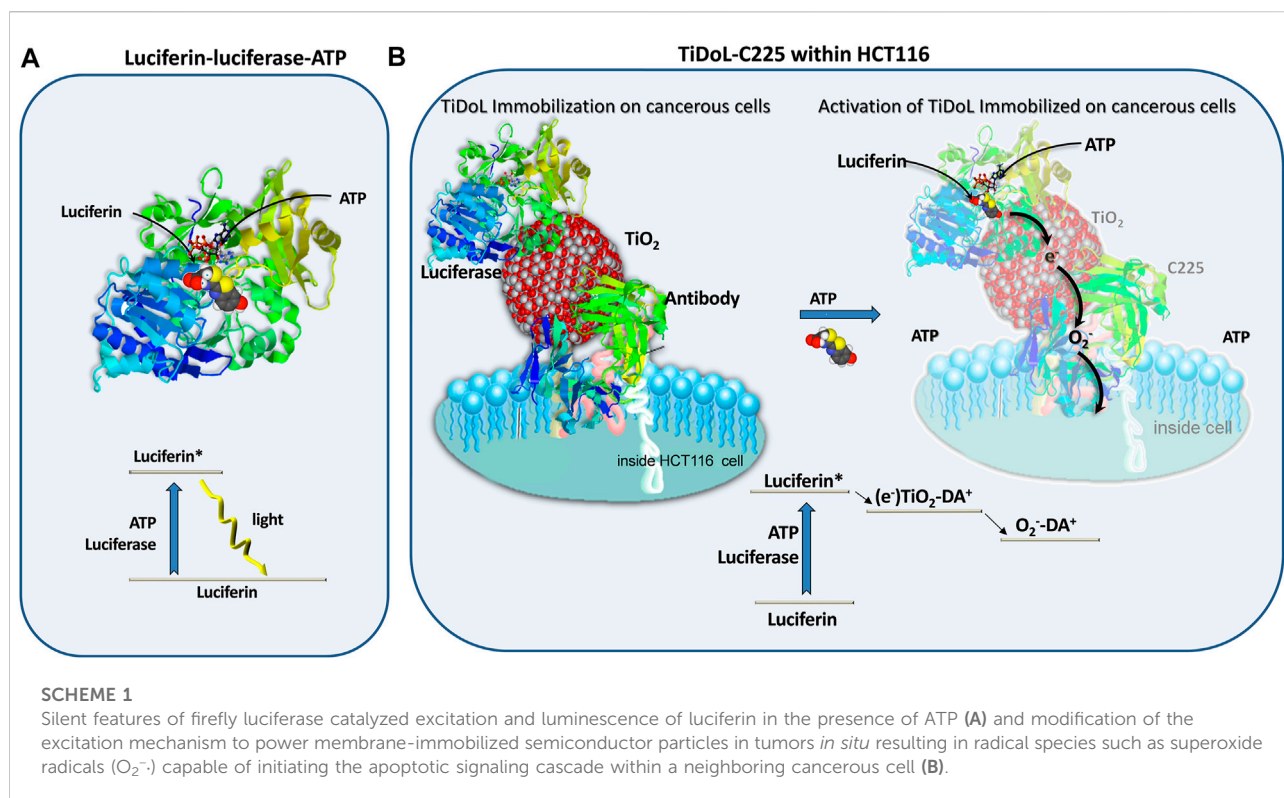 A
Luciferin-luciferase-ATP
Luciferin
ATP
Luciferin*
ATP
Luciferase
light
Luciferin
B
TiDoL-C225 within HCT116
TiDoL Immobilization on cancerous cells
Luciferase
TiO₂
Antibody
inside HCT116 cell
ATP
Activation of TiDoL Immobilized on cancerous cells
Luciferin
ATP
TiO₂
e⁻
C225
ATP
O₂⁻
ATP
inside cell
Luciferin*
(e⁻)TiO₂-DA⁺
O₂⁻-DA⁺
ATP
Luciferase
Luciferin
SCHEME 1
Silent features of firefly luciferase catalyzed excitation and luminescence of luciferin in the presence of ATP (A) and modification of the
excitation mechanism to power membrane-immobilized semiconductor particles in tumors in situ resulting in radical species such as superoxide
radicals (O₂⁻·) capable of initiating the apoptotic signaling cascade within a neighboring cancerous cell (B).